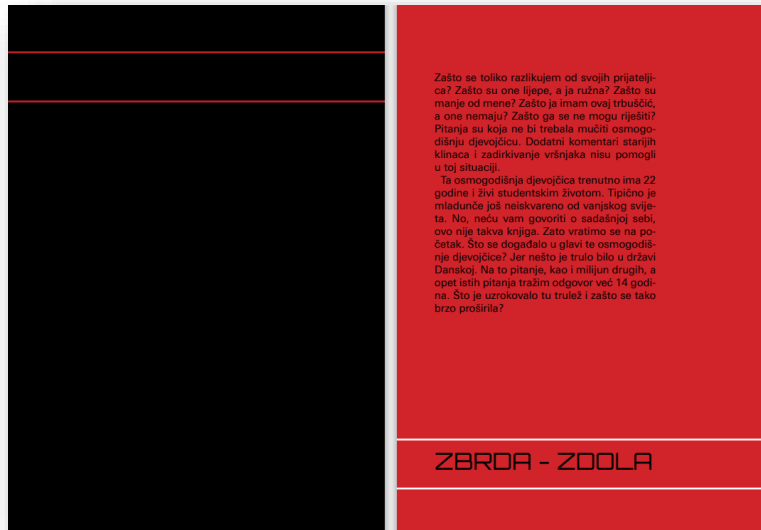 Zašto se toliko razlikujem od svojih prijatelji-
ca? Zašto su one lijepe, a ja ružna? Zašto su
manje od mene? Zašto ja imam ovaj trbuščić,
a one nemaju? Zašto ga se ne mogu riješiti?
Pitanja su koja ne bi trebala mučiti osmogo-
dišnju djevojčicu. Dodatni komentari starijih
klinaca i zadirkivanje vršnjaka nisu pomogli
u toj situaciji.
Ta osmogodišnja djevojčica trenutno ima 22
godine i živi studentskim životom. Tipično je
mladunče još neiskvareno od vanjskog svije-
ta. No, neću vam govoriti o sadašnjoj sebi,
ovo nije takva knjiga. Zato vratimo se na po-
četak. Što se događalo u glavi te osmogodiš-
nje djevojčice? Jer nešto je trulo bilo u državi
Danskoj. Na to pitanje, kao i milijun drugih, a
opet istih pitanja tražim odgovor već 14 godi-
na. Što je uzrokovalo tu trulež i zašto se tako
brzo proširila?
ZBRDA - ZDOLA